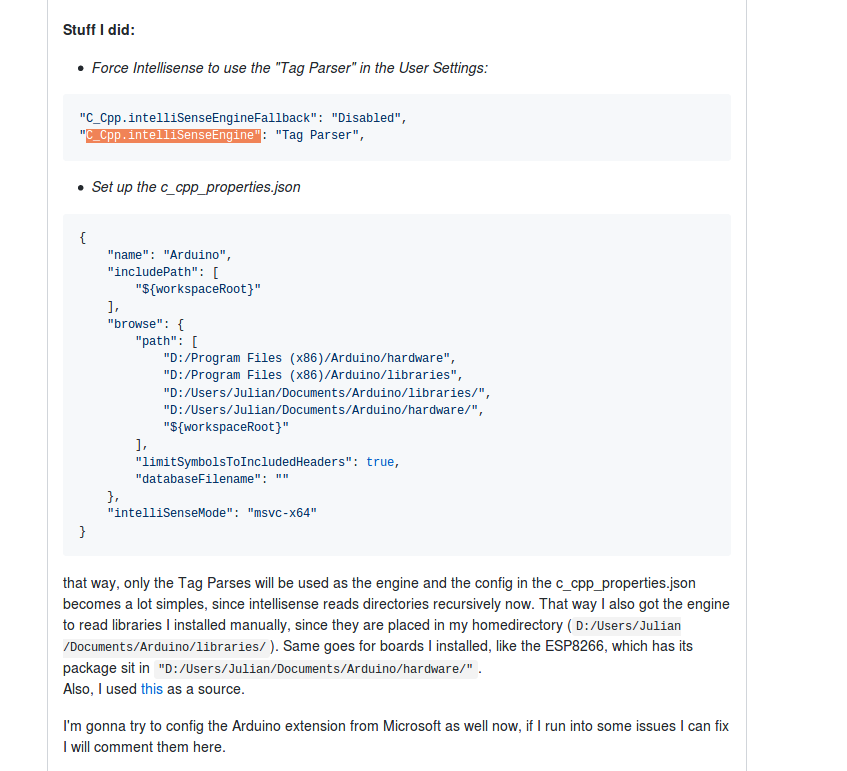 Stuff I did:
• Force Intellisense to use the "Tag Parser" in the User Settings:
"C_Cpp.intelliSenseEngineFallback": "Disabled",
"C_Cpp.intelliSenseEngine": "Tag Parser",
• Set up the c_cpp_properties.json
{
    "name": "Arduino",
    "includePath": [
        "${workspaceRoot}"
    ],
    "browse": {
        "path": [
            "D:/Program Files (x86)/Arduino/hardware",
            "D:/Program Files (x86)/Arduino/libraries",
            "D:/Users/Julian/Documents/Arduino/libraries/",
            "D:/Users/Julian/Documents/Arduino/hardware/",
            "${workspaceRoot}"
        ],
        "limitSymbolsToIncludedHeaders": true,
        "databaseFilename": ""
    },
    "intelliSenseMode": "msvc-x64"
}
that way, only the Tag Parses will be used as the engine and the config in the c_cpp_properties.json
becomes a lot simples, since intellisense reads directories recursively now. That way I also got the engine
to read libraries I installed manually, since they are placed in my homedirectory ( D:/Users/Julian
/Documents/Arduino/libraries/ ). Same goes for boards I installed, like the ESP8266, which has its
package sit in "D:/Users/Julian/Documents/Arduino/hardware/" .
Also, I used this as a source.
I'm gonna try to config the Arduino extension from Microsoft as well now, if I run into some issues I can fix
I will comment them here.